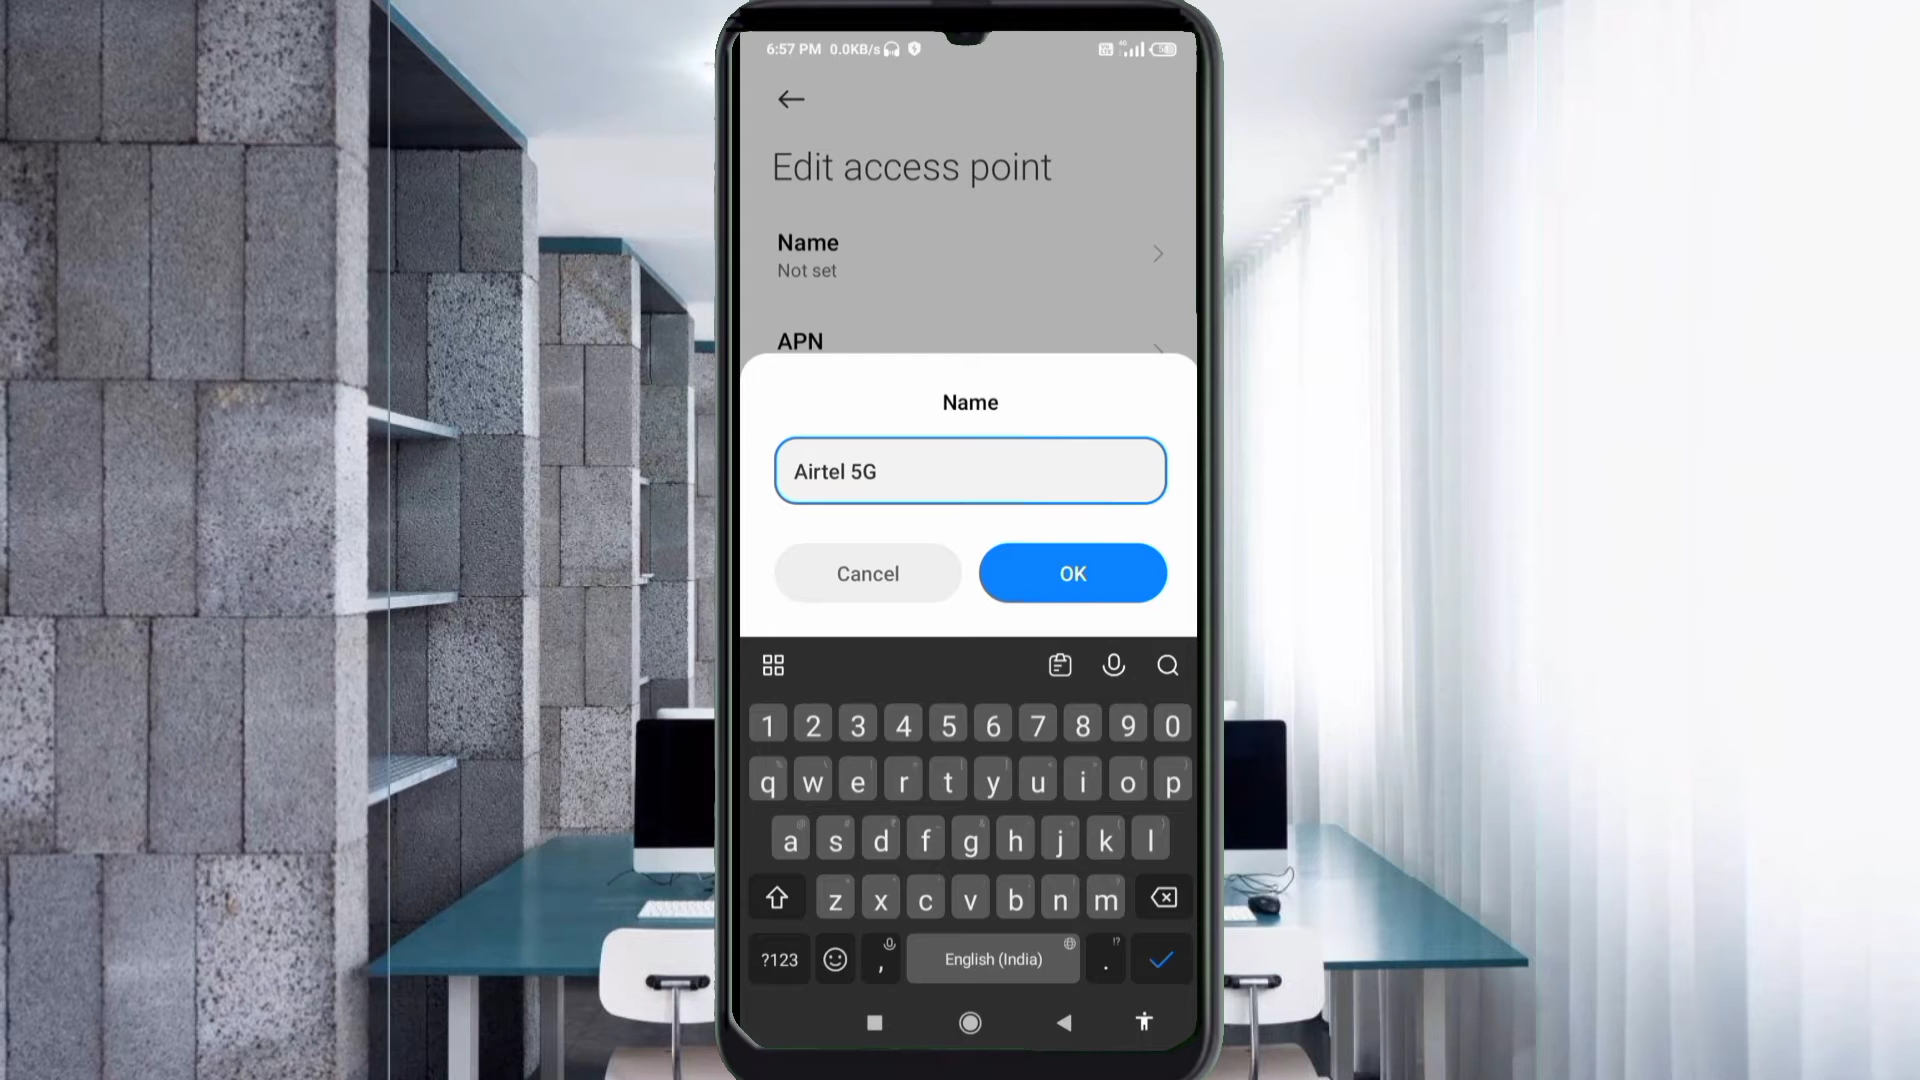 6:57 PM 0.0KB/s
Edit access point
Name
Not set
APN
Name
Airtel 5G
Cancel OK
1 2 3 4 5 6 7 8 9 0
q w e r t y u i o p
a s d f g h j k l
z x c v b n m
?123 , English (India) . !?